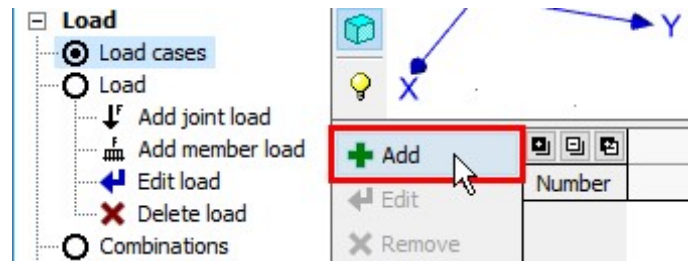 Load
Load cases
Load
Add joint load
Add member load
Edit load
Delete load
Combinations
Y
X
Add
Edit
Remove
Number